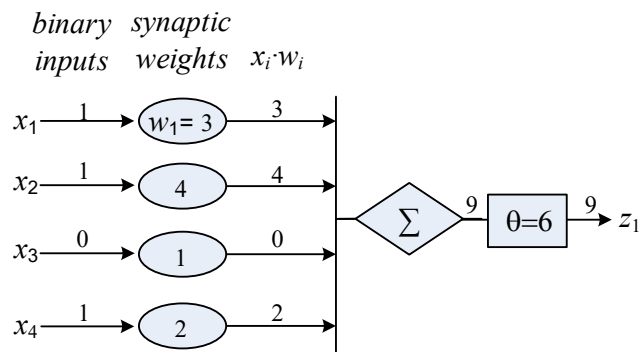 binary synaptic
inputs weights xᵢ·wᵢ
x₁ 1 w₁= 3 3
x₂ 1 4 4
∑ 9 θ=6 9 z₁
x₃ 0 1 0
x₄ 1 2 2